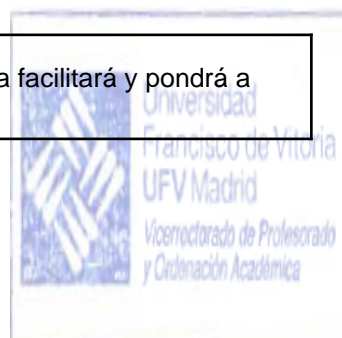 a facilitará y pondrá a
Universidad
Francisco de Vitoria
UFV Madrid
Vicerrectorado de Profesorado
y Ordenación Académica